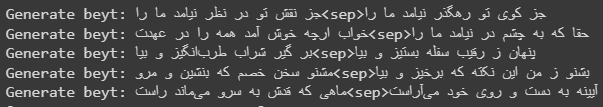 Generate beyt: جز نقش تو در نظر نیامد ما را<sep>جز کوی تو رهگذر نیامد ما را
Generate beyt: خواب ارچه خوش آمد همه را در عهدت<sep>حقا که به چشم در نیامد ما را
Generate beyt: بر گیر شراب طرب‌انگیز و بیا<sep>پنهان ز رقیب سفله بستیز و بیا
Generate beyt: مشنو سخن خصم که بنشین و مرو<sep>بشنو ز من این نکته که برخیز و بیا
Generate beyt: ماهی که قدش به سرو می‌ماند راست<sep>آیینه به دست و روی خود می‌آراست